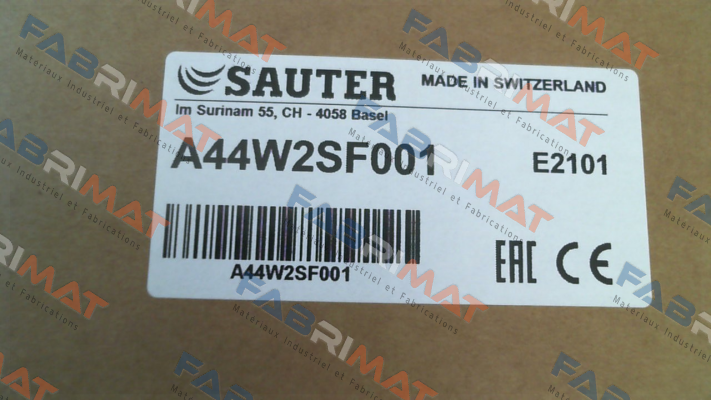 SAUTER
MADE IN SWITZERLAND
Im Surinam 55, CH - 4058 Basel
A44W2SF001
E2101
A44W2SF001
EAC CE
FABRIMAT
Materiaux Industriel et Fabrications